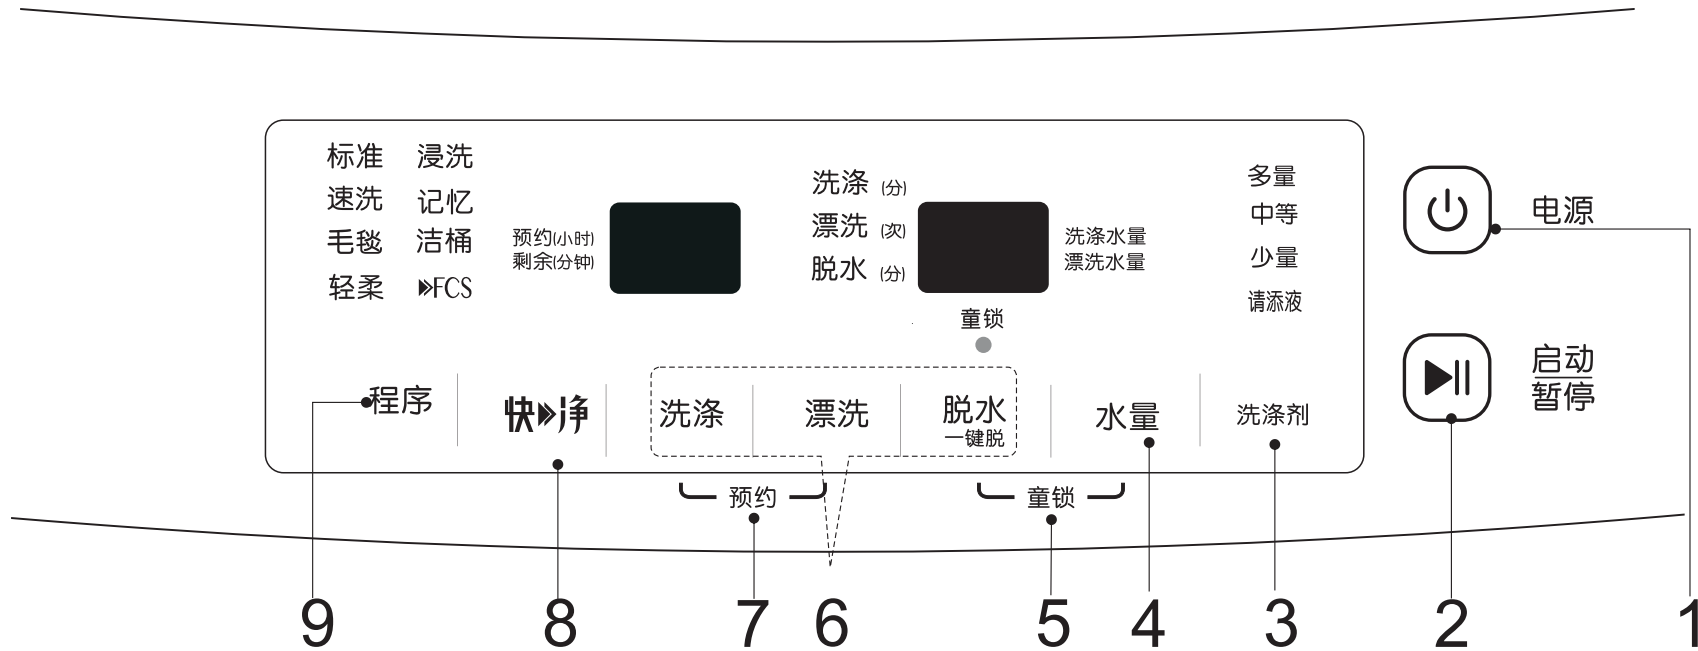 标准 浸洗
速洗 记忆
毛毯 洁桶
轻柔 FCS
预约(小时)
剩余(分钟)
洗涤 (分)
漂洗 (次)
脱水 (分)
洗涤水量
漂洗水量
童锁
多量
中等
少量
请添液
电源
启动
暂停
程序
快净
洗涤
漂洗
脱水
一键脱
水量
洗涤剂
预约
童锁
9 8 7 6 5 4 3 2 1